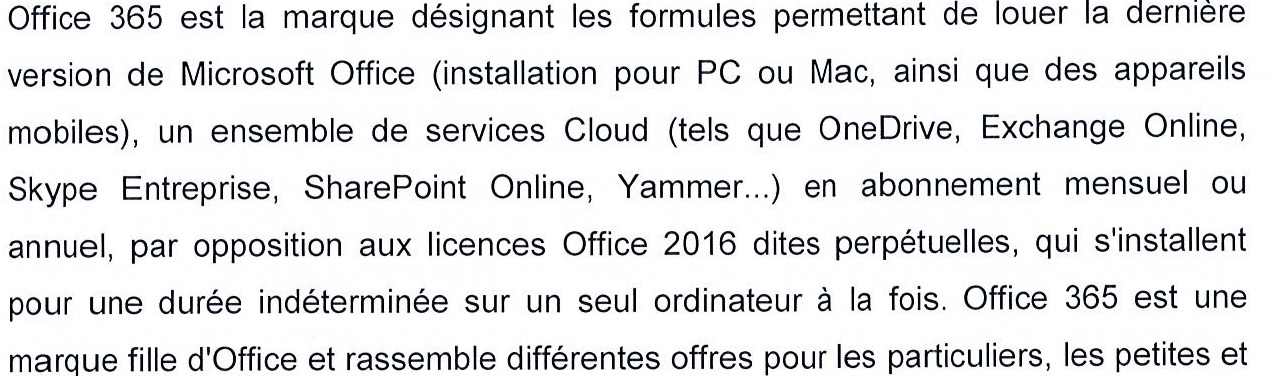 Office 365 est la marque désignant les formules permettant de louer la dernière
version de Microsoft Office (installation pour PC ou Mac, ainsi que des appareils
mobiles), un ensemble de services Cloud (tels que OneDrive, Exchange Online,
Skype Entreprise, SharePoint Online, Yammer...) en abonnement mensuel ou
annuel, par opposition aux licences Office 2016 dites perpétuelles, qui s'installent
pour une durée indéterminée sur un seul ordinateur à la fois. Office 365 est une
marque fille d'Office et rassemble différentes offres pour les particuliers, les petites et